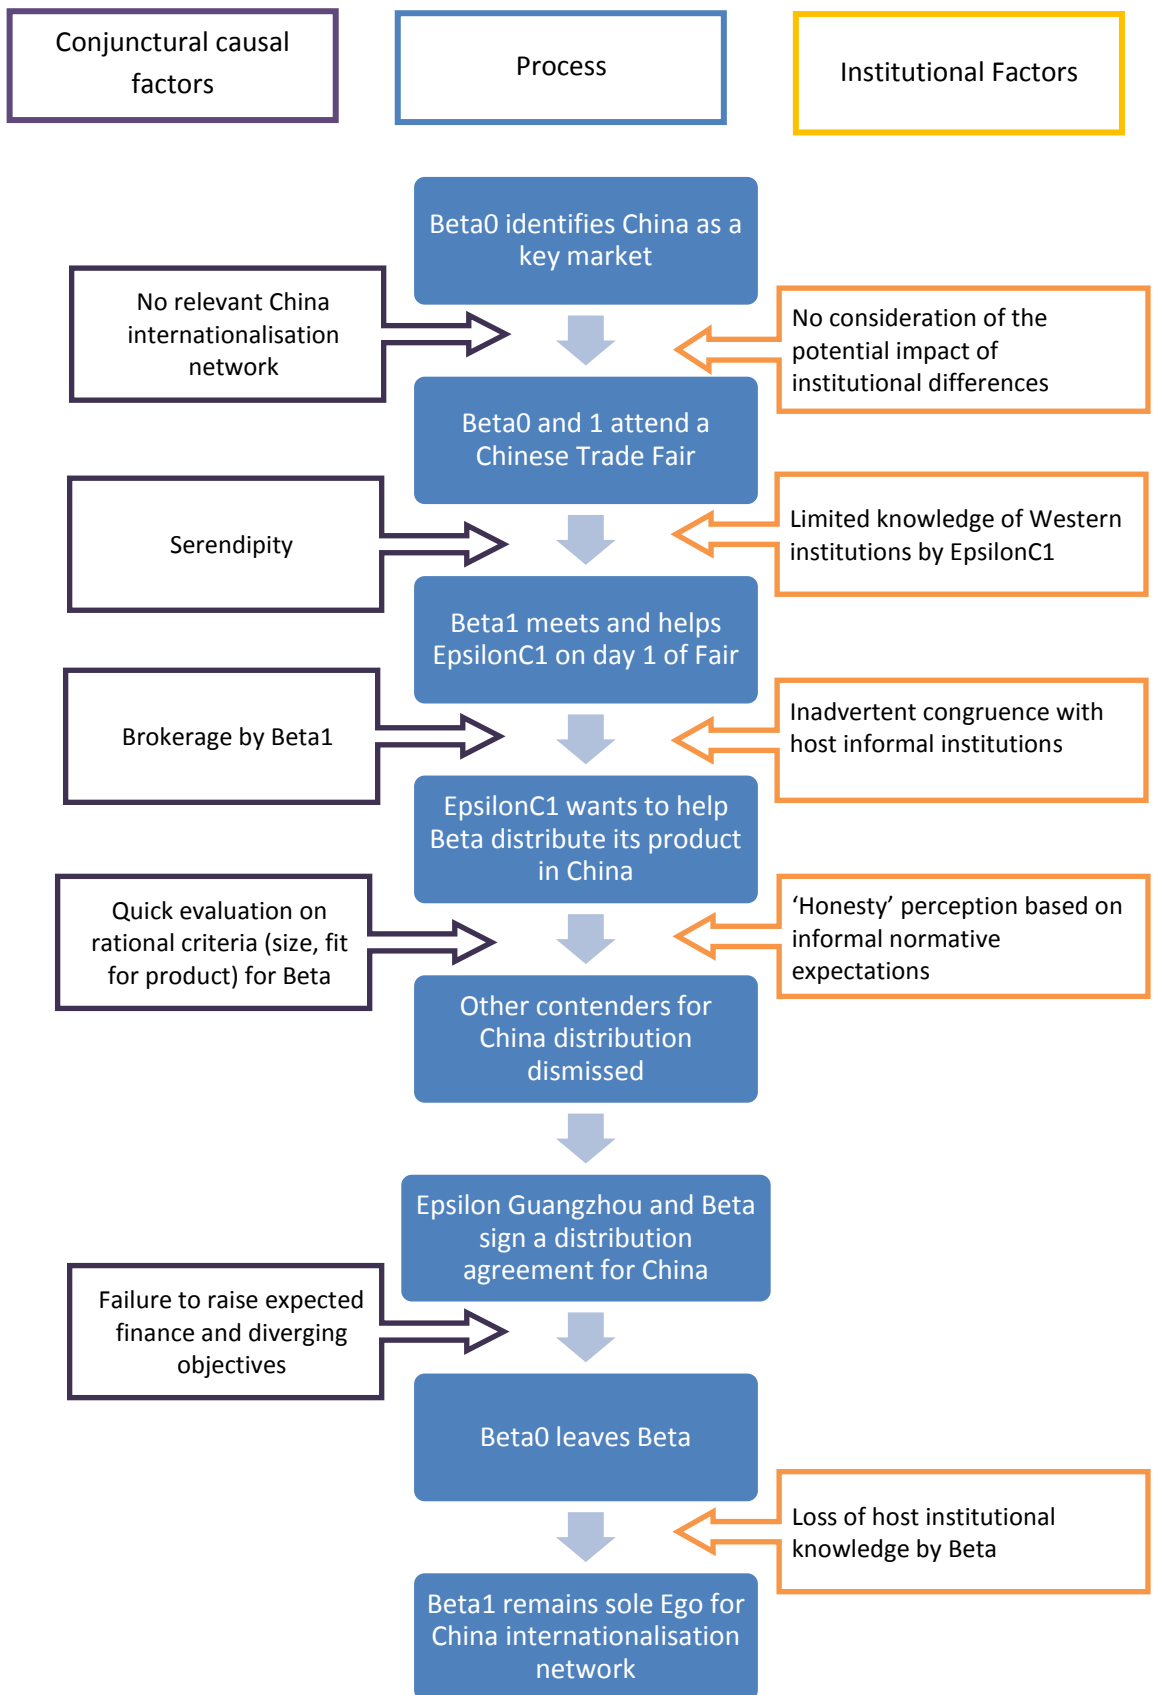 Conjunctural causal
factors
Process
Institutional Factors
Beta0 identifies China as a
key market
No relevant China
internationalisation
network
No consideration of the
potential impact of
institutional differences
Beta0 and 1 attend a
Chinese Trade Fair
Serendipity
Limited knowledge of Western
institutions by EpsilonC1
Beta1 meets and helps
EpsilonC1 on day 1 of Fair
Brokerage by Beta1
Inadvertent congruence with
host informal institutions
EpsilonC1 wants to help
Beta distribute its product
in China
Quick evaluation on
rational criteria (size, fit
for product) for Beta
‘Honesty’ perception based on
informal normative
expectations
Other contenders for
China distribution
dismissed
Epsilon Guangzhou and Beta
sign a distribution
agreement for China
Failure to raise expected
finance and diverging
objectives
Beta0 leaves Beta
Loss of host institutional
knowledge by Beta
Beta1 remains sole Ego for
China internationalisation
network